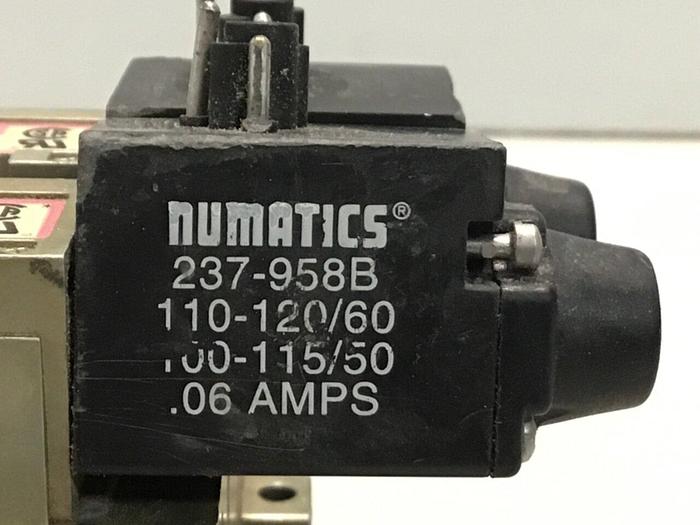 NUMATICS®
237-958B
110-120/60
100-115/50
.06 AMPS